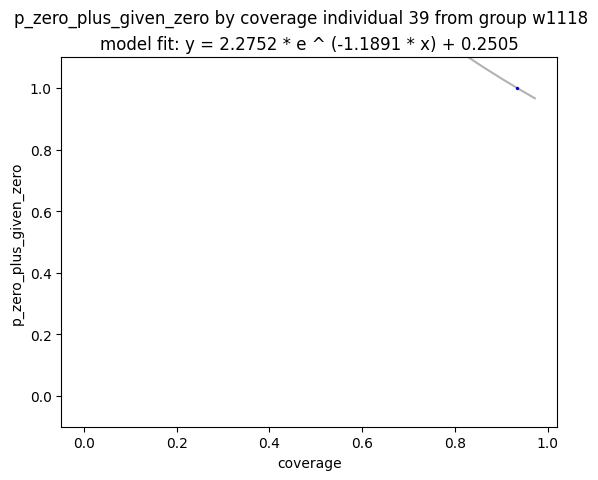 p_zero_plus_given_zero by coverage individual 39 from group w1118
model fit: y = 2.2752 * e ^ (-1.1891 * x) + 0.2505
1.0
0.8
0.6
0.4
0.2
0.0
p_zero_plus_given_zero
0.0 0.2 0.4 0.6 0.8 1.0
coverage